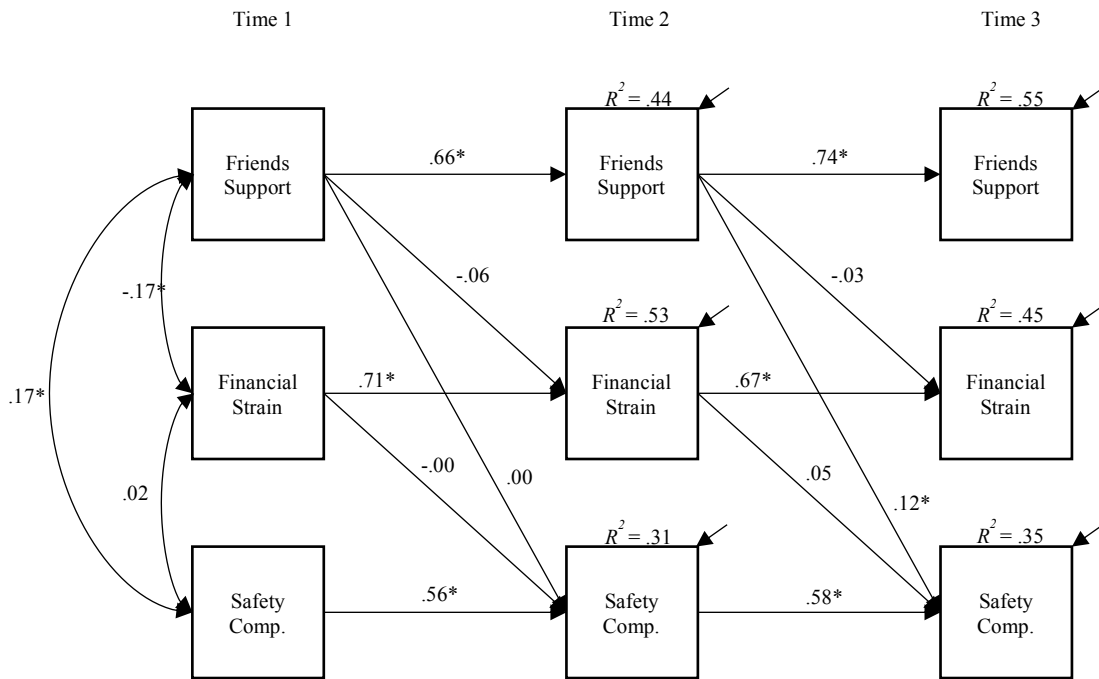 Time 1
Time 2
Time 3
R² = .44
R² = .55
Friends
Support
.66*
Friends
Support
.74*
Friends
Support
-.17*
-.06
-.03
R² = .53
R² = .45
.17*
Financial
Strain
.71*
Financial
Strain
.67*
Financial
Strain
.02
-.00
.00
.05
.12*
R² = .31
R² = .35
Safety
Comp.
.56*
Safety
Comp.
.58*
Safety
Comp.